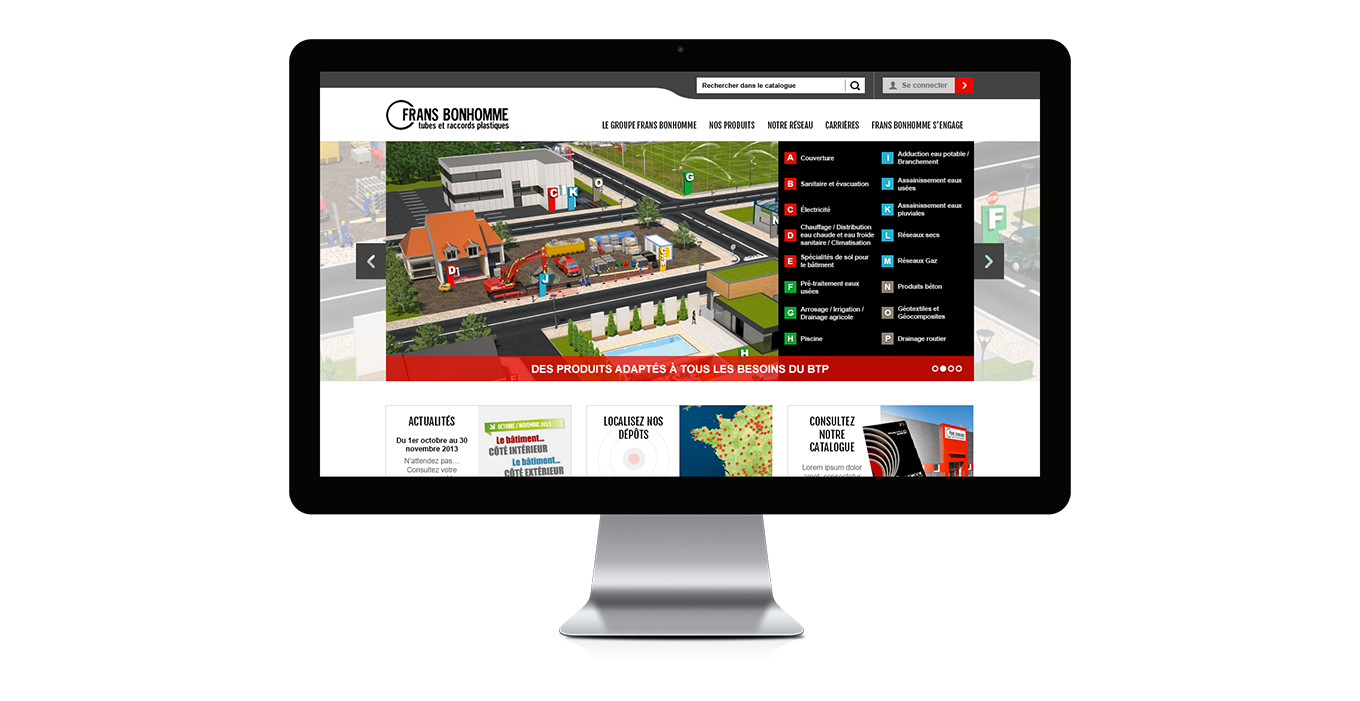 Rechercher dans le catalogue
Se connecter
FRANS BONHOMME
tubes et raccords plastiques
LE GROUPE FRANS BONHOMME
NOS PRODUITS
NOTRE RÉSEAU
CARRIÈRES
FRANS BONHOMME S'ENGAGE
C
I
K
O
G
N
D
J
H
F
A Couverture
B Sanitaire et évacuation
C Électricité
D Chauffage / Distribution
eau chaude et eau froide
sanitaire / Climatisation
E Spécialités de sol pour
le bâtiment
F Pré-traitement eaux
usées
G Arrosage / Irrigation /
Drainage agricole
H Piscine
I Adduction eau potable /
Branchement
J Assainissement eaux
usées
K Assainissement eaux
pluviales
L Réseaux secs
M Réseaux Gaz
N Produits béton
O Géotextiles et
Géocomposites
P Drainage routier
DES PRODUITS ADAPTÉS À TOUS LES BESOINS DU BTP
ACTUALITÉS
Du 1er octobre au 30
novembre 2013
N'attendez pas...
Consultez votre
OCTOBRE / NOVEMBRE 2013
Le bâtiment...
CÔTÉ INTÉRIEUR
Le bâtiment...
CÔTÉ EXTÉRIEUR
LOCALISEZ NOS
DÉPÔTS
CONSULTEZ
NOTRE
CATALOGUE
Lorem ipsum dolor